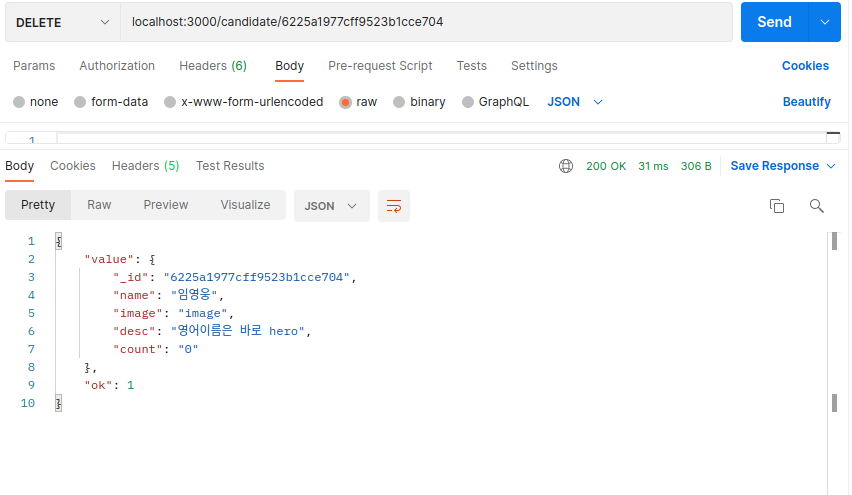 DELETE localhost:3000/candidate/6225a1977cff9523b1cce704 Send
Params Authorization Headers (6) Body Pre-request Script Tests Settings Cookies
none form-data x-www-form-urlencoded raw binary GraphQL JSON Beautify
1
Body Cookies Headers (5) Test Results 200 OK 31 ms 306 B Save Response
Pretty Raw Preview Visualize JSON
1 {
2 "value": {
3 "_id": "6225a1977cff9523b1cce704",
4 "name": "임영웅",
5 "image": "image",
6 "desc": "영어이름은 바로 hero",
7 "count": "0"
8 },
9 "ok": 1
10 }